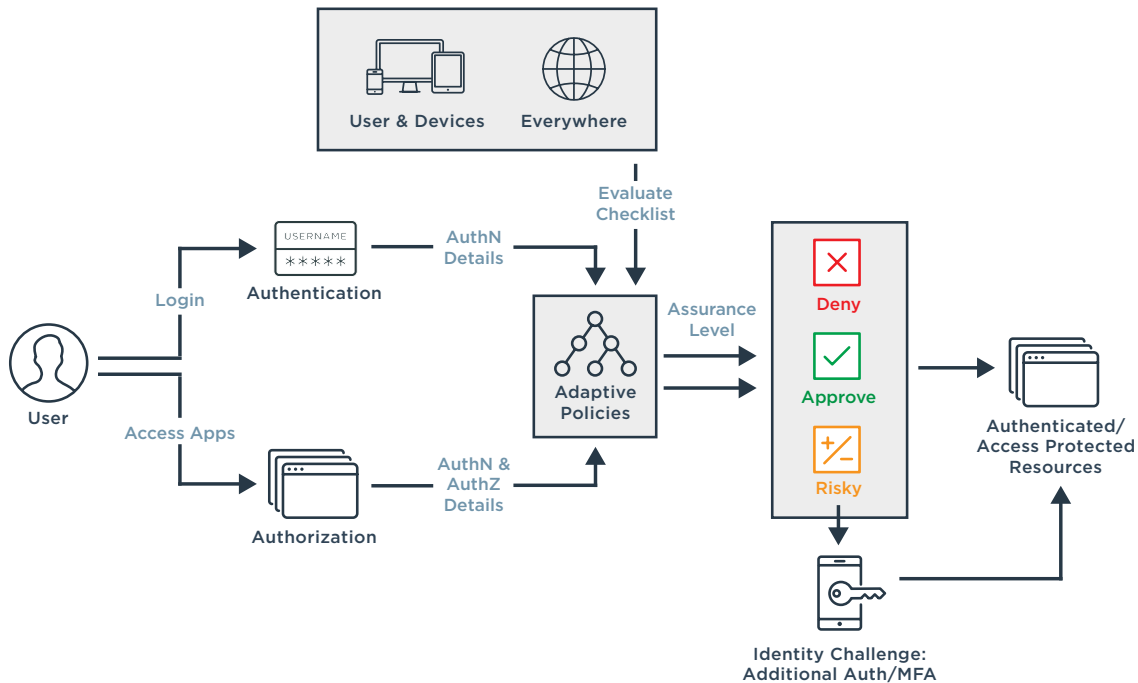 User & Devices
Everywhere
Evaluate
Checklist
USERNAME
*****
AuthN
Details
Authentication
Login
Assurance
Level
Deny
Adaptive
Policies
Approve
User
Access Apps
Authenticated/
Access Protected
Resources
AuthN &
AuthZ
Details
Risky
Authorization
Identity Challenge:
Additional Auth/MFA